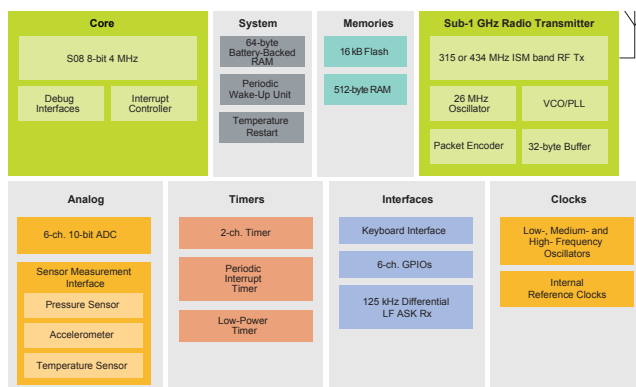 Core
S08 8-bit 4 MHz
Debug
Interfaces
Interrupt
Controller
System
64-byte
Battery-Backed
RAM
Periodic
Wake-Up Unit
Temperature
Restart
Memories
16 kB Flash
512-byte RAM
Sub-1 GHz Radio Transmitter
315 or 434 MHz ISM band RF Tx
26 MHz
Oscillator
VCO/PLL
Packet Encoder
32-byte Buffer
Analog
6-ch. 10-bit ADC
Sensor Measurement
Interface
Pressure Sensor
Accelerometer
Temperature Sensor
Timers
2-ch. Timer
Periodic
Interrupt
Timer
Low-Power
Timer
Interfaces
Keyboard Interface
6-ch. GPIOs
125 kHz Differential
LF ASK Rx
Clocks
Low-, Medium- and
High- Frequency
Oscillators
Internal
Reference Clocks